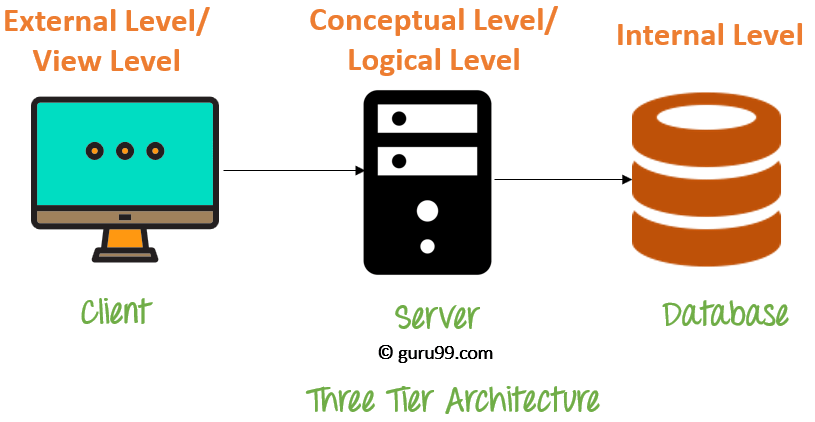 External Level/
View Level
Conceptual Level/
Logical Level
Internal Level
Client
Server
Database
© guru99.com
Three Tier Architecture